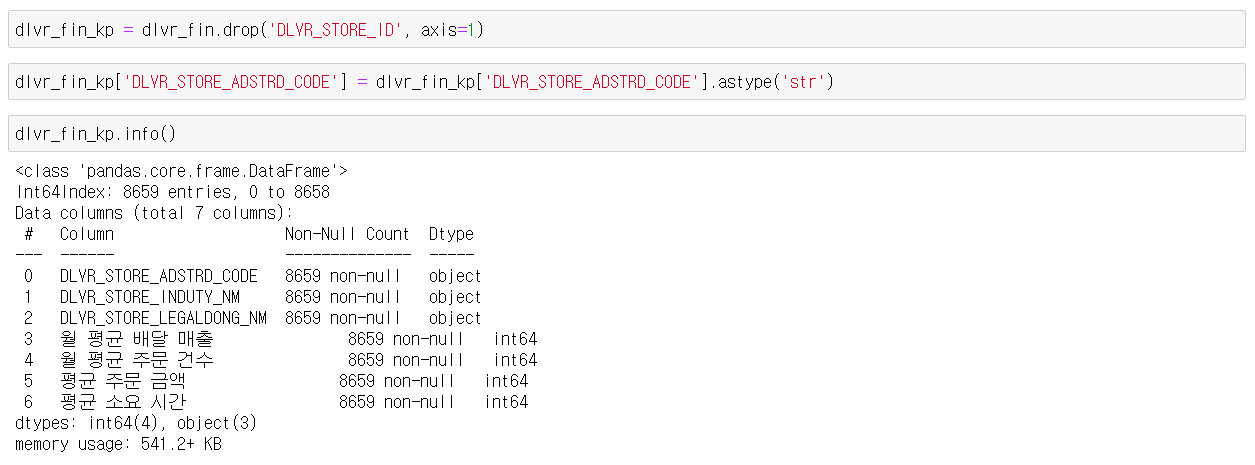 dlvr_fin_kp = dlvr_fin.drop('DLVR_STORE_ID', axis=1)
dlvr_fin_kp['DLVR_STORE_ADSTRD_CODE'] = dlvr_fin_kp['DLVR_STORE_ADSTRD_CODE'].astype('str')
dlvr_fin_kp.info()
<class 'pandas.core.frame.DataFrame'>
Int64Index: 8659 entries, 0 to 8658
Data columns (total 7 columns):
 #   Column                   Non-Null Count  Dtype
---  ------                   --------------  -----
 0   DLVR_STORE_ADSTRD_CODE   8659 non-null   object
 1   DLVR_STORE_INDUTY_NM     8659 non-null   object
 2   DLVR_STORE_LEGALDONG_NM  8659 non-null   object
 3   월 평균 배달 매출               8659 non-null   int64
 4   월 평균 주문 건수               8659 non-null   int64
 5   평균 주문 금액                 8659 non-null   int64
 6   평균 소요 시간                 8659 non-null   int64
dtypes: int64(4), object(3)
memory usage: 541.2+ KB